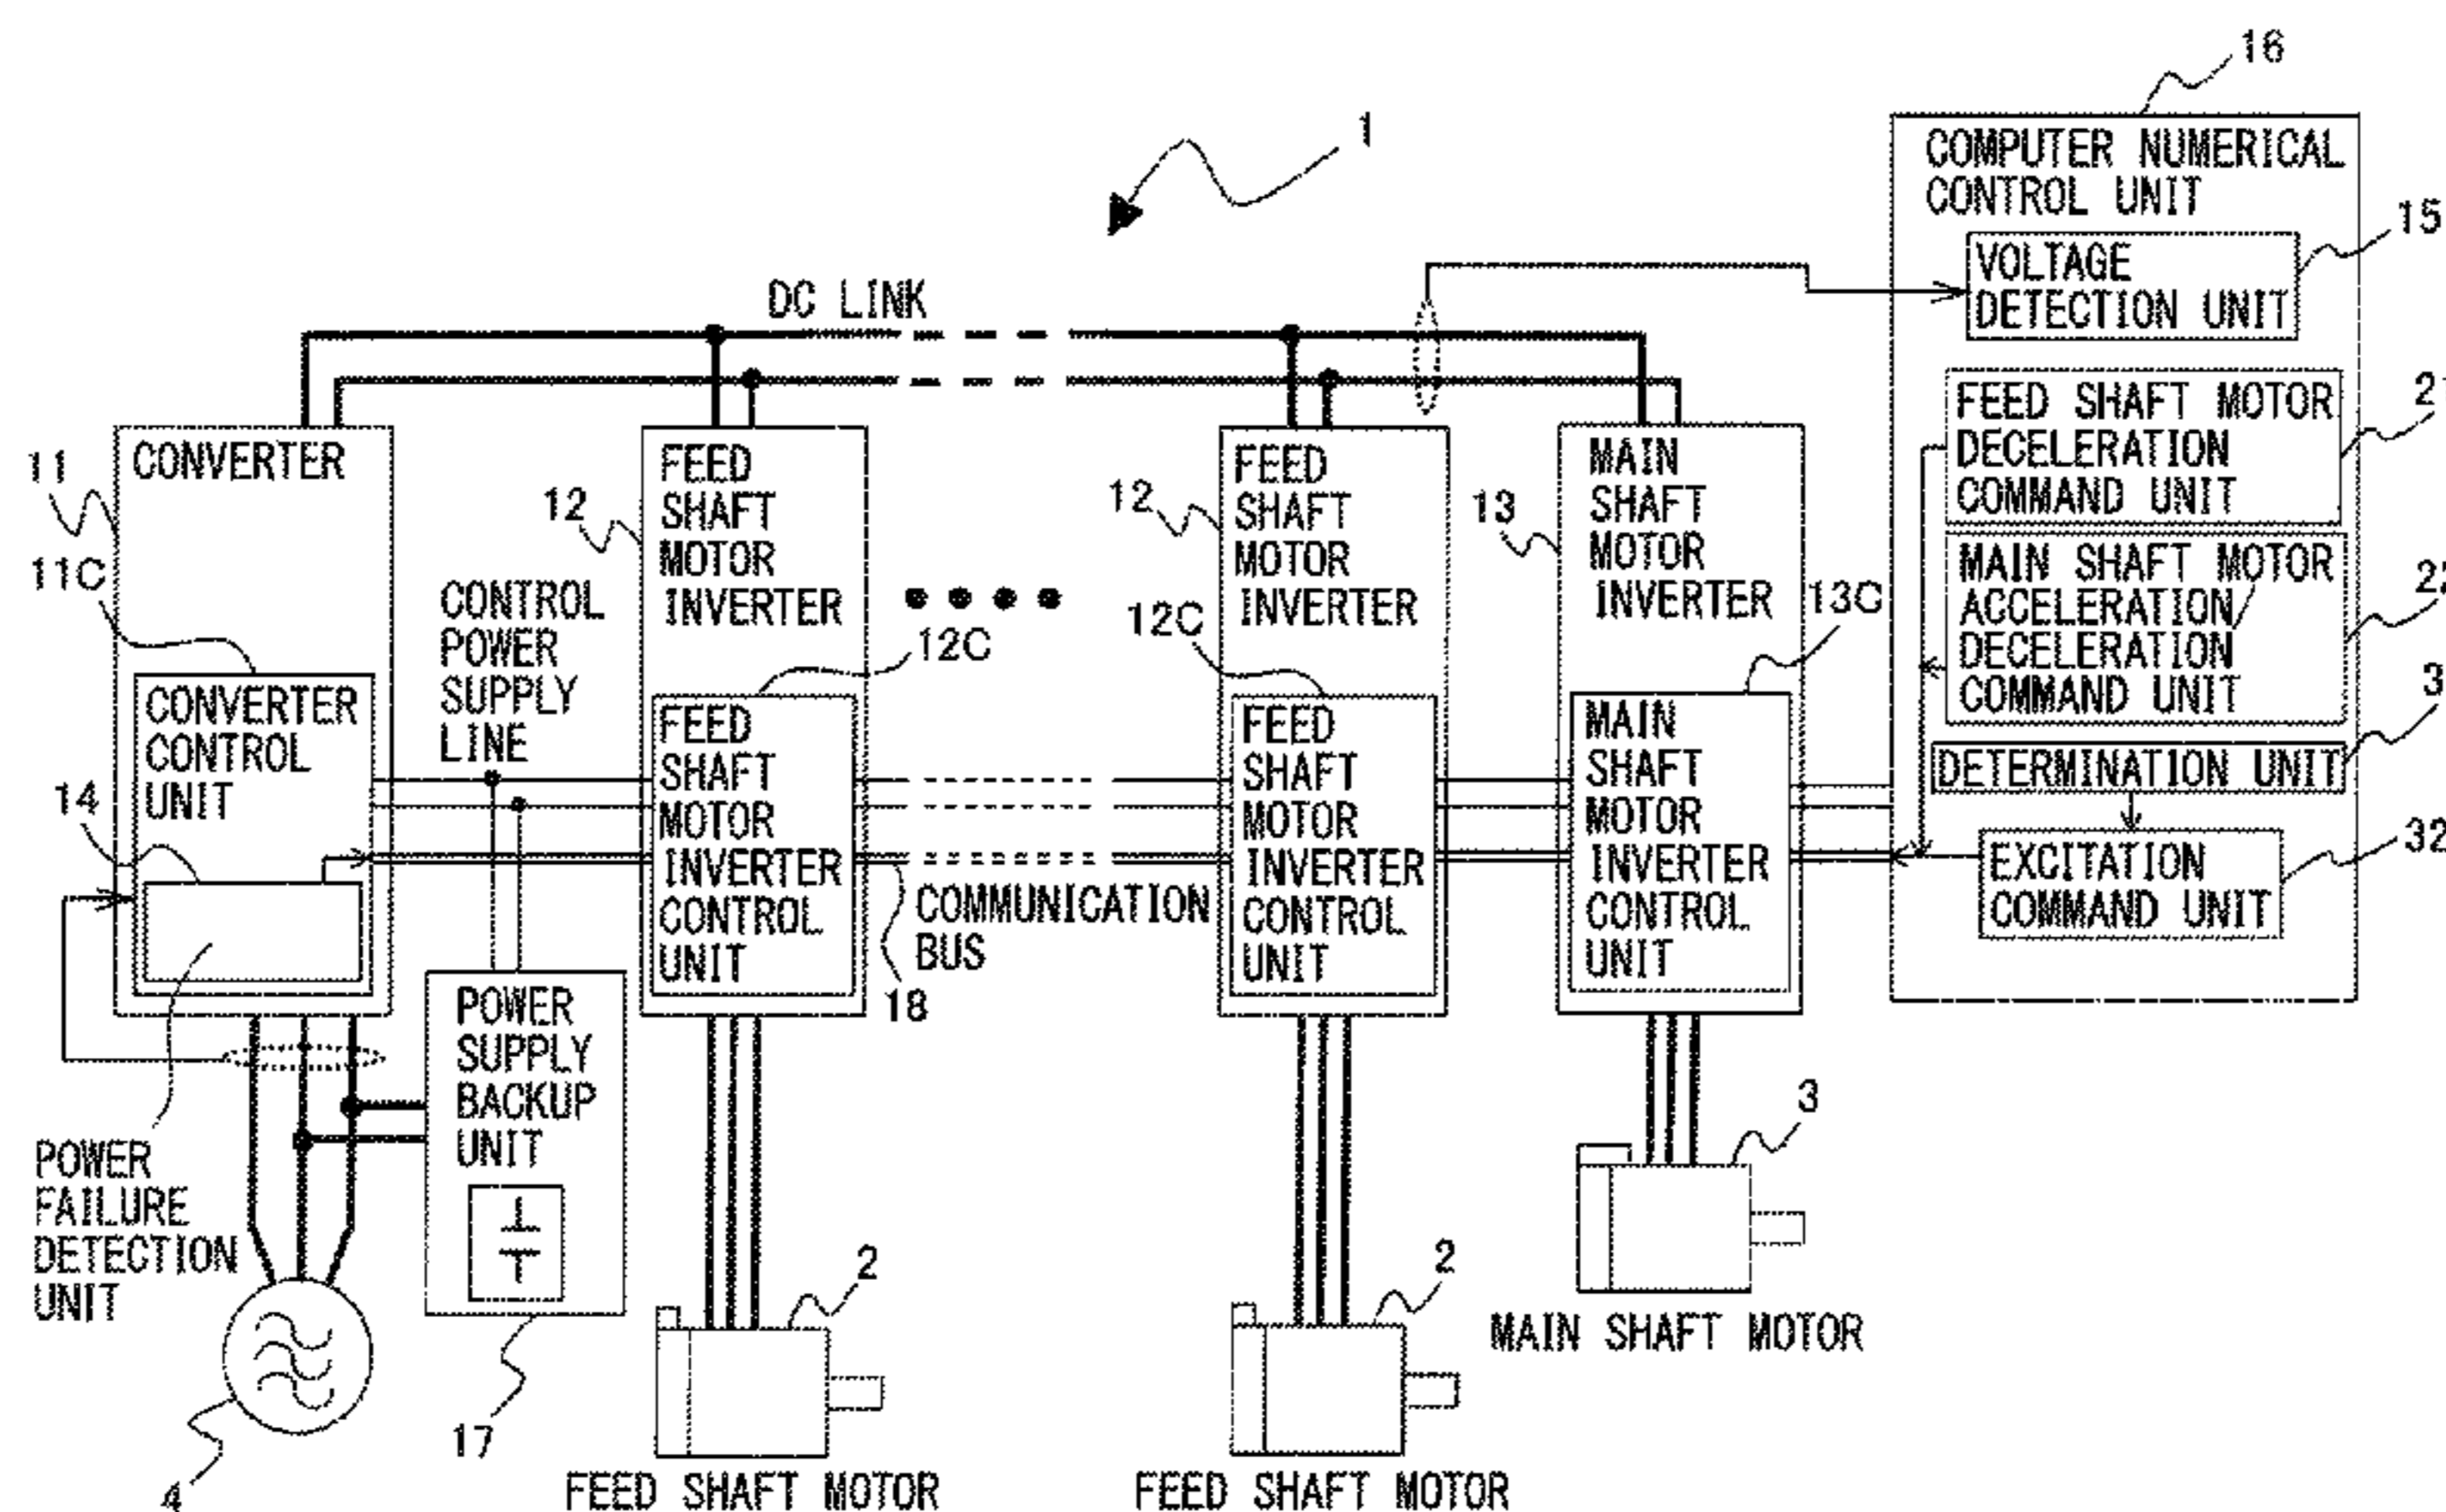 16
1
COMPUTER NUMERICAL
CONTROL UNIT
15
VOLTAGE
DETECTION UNIT
DC LINK
FEED SHAFT MOTOR
DECELERATION
COMMAND UNIT
MAIN SHAFT MOTOR
ACCELERATION
DECELERATION
COMMAND UNIT
22
3
DETERMINATION UNIT
EXCITATION
COMMAND UNIT
32
11
CONVERTER
11C
CONVERTER
CONTROL
UNIT
14
CONTROL
POWER
SUPPLY
LINE
12
FEED
SHAFT
MOTOR
INVERTER
12C
FEED
SHAFT
MOTOR
INVERTER
CONTROL
UNIT
12
FEED
SHAFT
MOTOR
INVERTER
12C
FEED
SHAFT
MOTOR
INVERTER
CONTROL
UNIT
13
MAIN
SHAFT
MOTOR
INVERTER
13C
MAIN
SHAFT
MOTOR
INVERTER
CONTROL
UNIT
COMMUNICATION
BUS
18
POWER
SUPPLY
BACKUP
UNIT
17
POWER
FAILURE
DETECTION
UNIT
4
2
FEED SHAFT MOTOR
2
FEED SHAFT MOTOR
3
MAIN SHAFT MOTOR